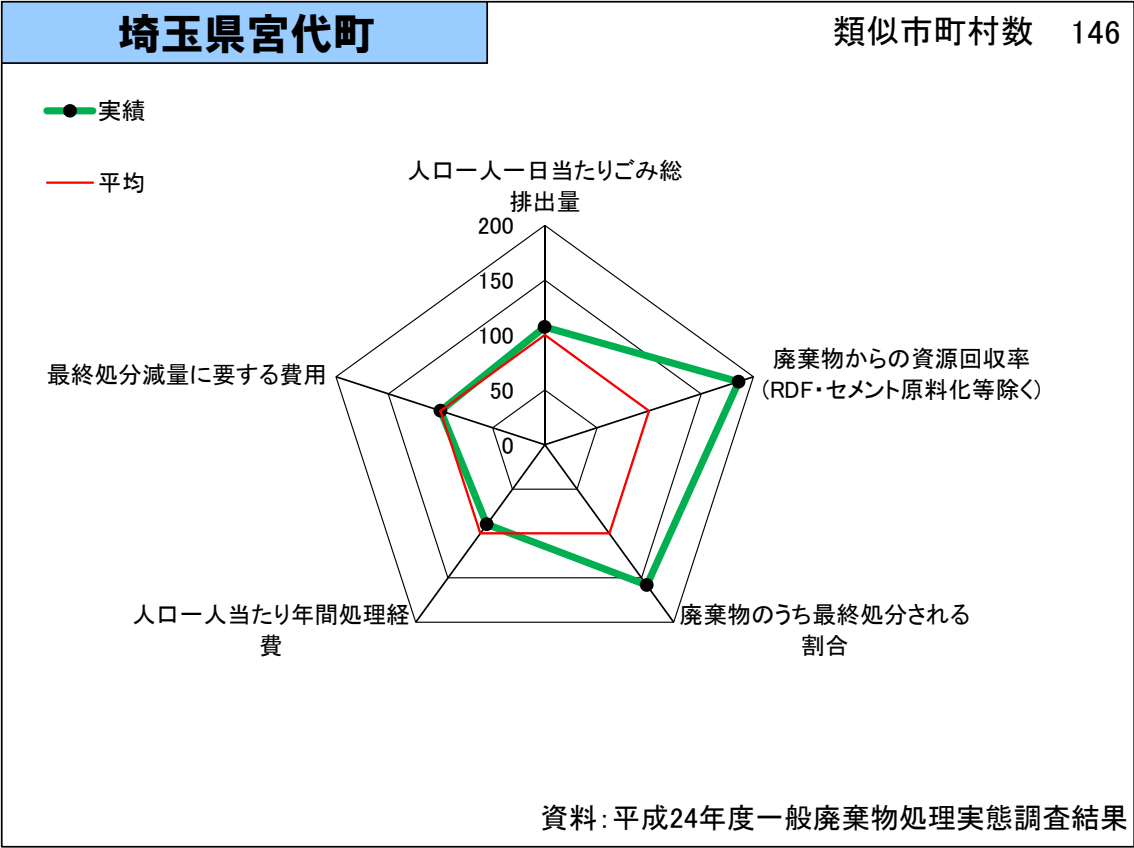 埼玉県宮代町
類似市町村数 146
実績
平均
人口一人一日当たりごみ総
排出量
200
150
100
50
0
廃棄物からの資源回収率
(RDF・セメント原料化等除く)
最終処分減量に要する費用
人口一人当たり年間処理経
費
廃棄物のうち最終処分される
割合
資料:平成24年度一般廃棄物処理実態調査結果